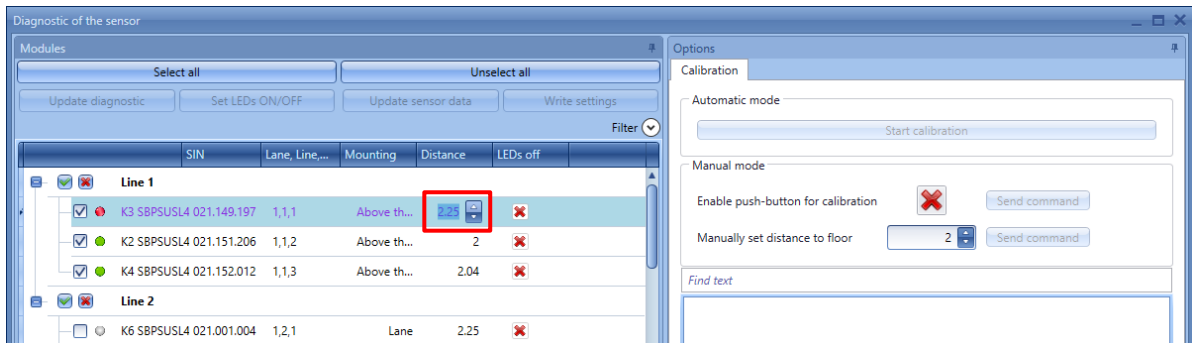 Diagnostic of the sensor
Modules
Select all
Unselect all
Update diagnostic
Set LEDs ON/OFF
Update sensor data
Write settings
Filter
SIN
Lane, Line,...
Mounting
Distance
LEDs off
Line 1
K3 SBPSUSL4 021.149.197 1,1,1 Above th... 2.25
K2 SBPSUSL4 021.151.206 1,1,2 Above th... 2
K4 SBPSUSL4 021.152.012 1,1,3 Above th... 2.04
Line 2
K6 SBPSUSL4 021.001.004 1,2,1 Lane 2.25
Options
Calibration
Automatic mode
Start calibration
Manual mode
Enable push-button for calibration
Send command
Manually set distance to floor 2
Send command
Find text